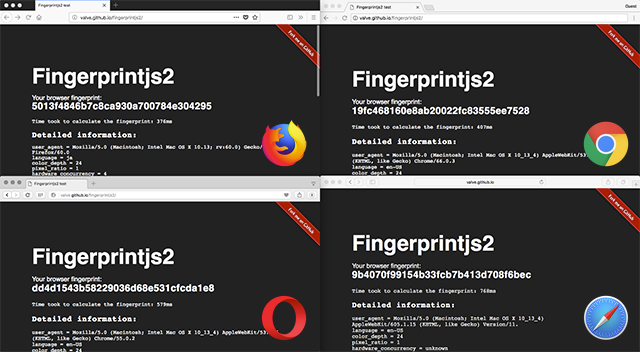 Fingerprintjs2 test
valve.github.io/fingerprintjs2/
Fork me on GitHub
Fingerprintjs2
Your browser fingerprint:
5013f4846b7c8ca930a700784e304295
Time took to calculate the fingerprint: 376ms
Detailed information:
user_agent = Mozilla/5.0 (Macintosh; Intel Mac OS X 10.13; rv:60.0) Gecko/
Firefox/60.0
language = ja
color_depth = 24
pixel_ratio = 1
hardware_concurrency = 4
Fingerprintjs2 test
Guest
valve.github.io/fingerprintjs2/
Fork me on GitHub
Fingerprintjs2
Your browser fingerprint:
19fc468160e8ab20022fc83555ee7528
Time took to calculate the fingerprint: 407ms
Detailed information:
user_agent = Mozilla/5.0 (Macintosh; Intel Mac OS X 10_13_4) AppleWebKit/53
(KHTML, like Gecko) Chrome/66.0.3
language = en-US
color_depth = 24
Fingerprintjs2 test
valve.github.io/fingerprintjs2/
Fork me on GitHub
Fingerprintjs2
Your browser fingerprint:
dd4d1543b58229036d68e531cfcda1e8
Time took to calculate the fingerprint: 579ms
Detailed information:
user_agent = Mozilla/5.0 (Macintosh; Intel Mac OS X 10_13_4) AppleWebKit/537
(KHTML, like Gecko) Chrome/55.0.2
language = en-US
color_depth = 24
valve.github.io
Fork me on GitHub
Fingerprintjs2
Your browser fingerprint:
9b4070f99154b33fcb7b413d708f6bec
Time took to calculate the fingerprint: 768ms
Detailed information:
user_agent = Mozilla/5.0 (Macintosh; Intel Mac OS X 10_13_4)
AppleWebKit/605.1.15 (KHTML, like Gecko) Version/11.
language = en-US
color_depth = 24
pixel_ratio = 1
hardware_concurrency = unknown